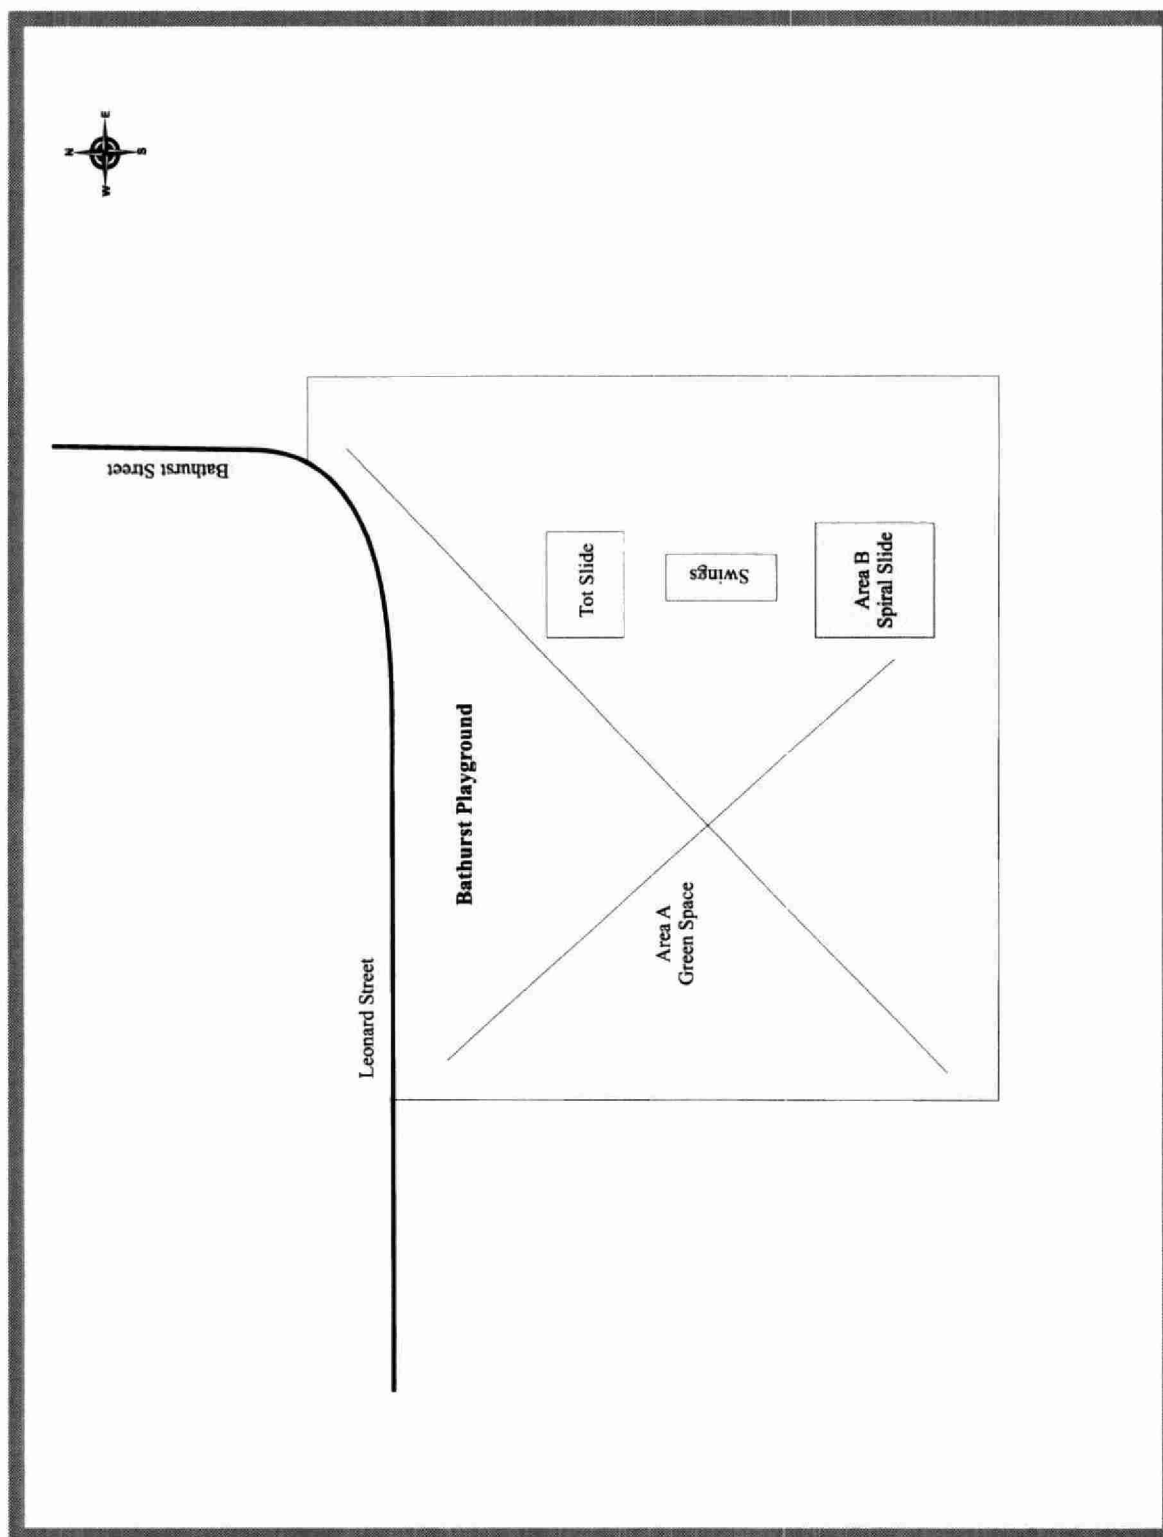 N
E
S
W
Bathurst Street
Leonard Street
Bathurst Playground
Tot Slide
Swings
Area B
Spiral Slide
Area A
Green Space